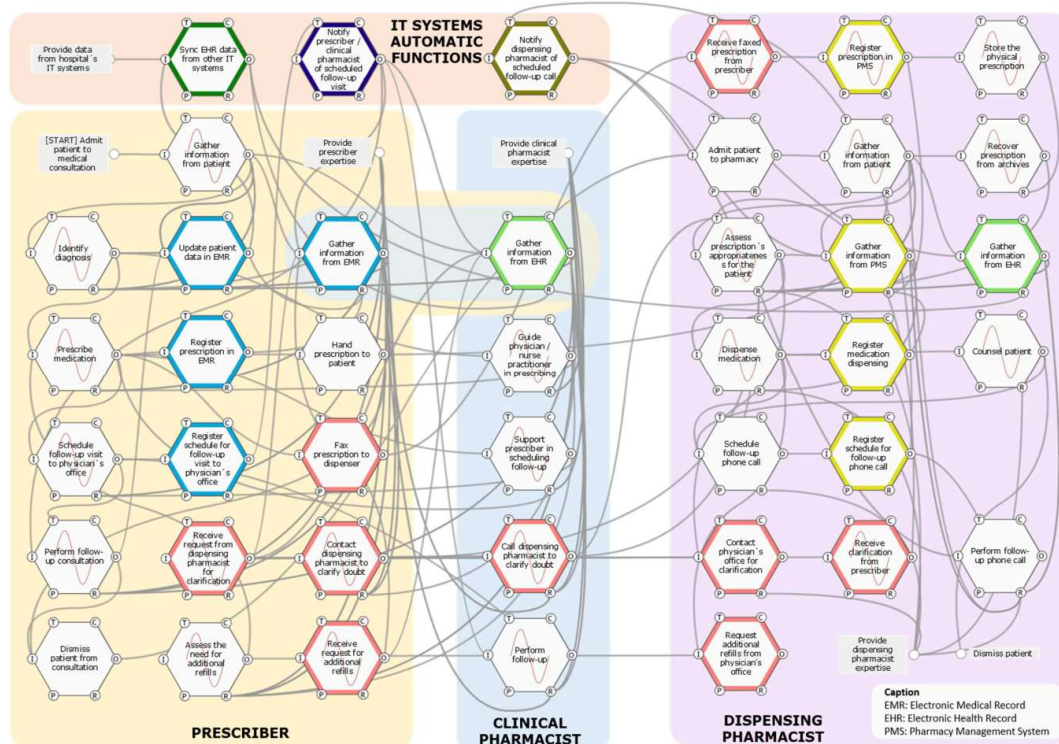 IT SYSTEMS
AUTOMATIC
FUNCTIONS
Provide data
from hospital´s
IT systems
Sync EHR data
from other IT
systems
Notify
prescriber /
clinical
pharmacist
of scheduled
follow-up
visit
Notify
dispensing
pharmacist of
scheduled
follow-up call
Receive faxed
prescription
from
prescriber
Register
prescription in
PMS
Store the
physical
prescription
[START] Admit
patient to
medical
consultation
Gather
information
from patient
Provide
prescriber
expertise
Provide clinical
pharmacist
expertise
Admit patient
to pharmacy
Gather
information
from patient
Recover
prescription
from archives
Identify
diagnosis
Update patient
data in EMR
Gather
information
from EMR
Gather
information
from EHR
Assess
prescription´s
appropriatenes
s for the
patient
Gather
information
from PMS
Gather
information
from EHR
Prescribe
medication
Register
prescription in
EMR
Hand
prescription to
patient
Guide
physician /
nurse
practitioner
in prescribing
Dispense
medication
Register
medication
dispensing
Counsel patient
Schedule
follow-up visit
to physician´s
office
Register
schedule for
follow-up
visit to
physician´s
office
Fax
prescription to
dispenser
Support
prescriber in
scheduling
follow-up
Schedule
follow-up
phone call
Register
schedule for
follow-up
phone call
Perform follow-
up consultation
Receive
request from
dispensing
pharmacist
for
clarification
Contact
dispensing
pharmacist to
clarify doubt
Call dispensing
pharmacist to
clarify doubt
Contact
physician´s
office for
clarification
Receive
clarification
from
prescriber
Perform follow-
up phone call
Dismiss
patient from
consultation
Assess the
need for
additional
refills
Receive
request for
additional
refills
Perform
follow-up
Request
additional
refills from
physician's
office
Provide
dispensing
pharmacist
expertise
Dismiss patient
PRESCRIBER
CLINICAL
PHARMACIST
DISPENSING
PHARMACIST
Caption
EMR: Electronic Medical Record
EHR: Electronic Health Record
PMS: Pharmacy Management System